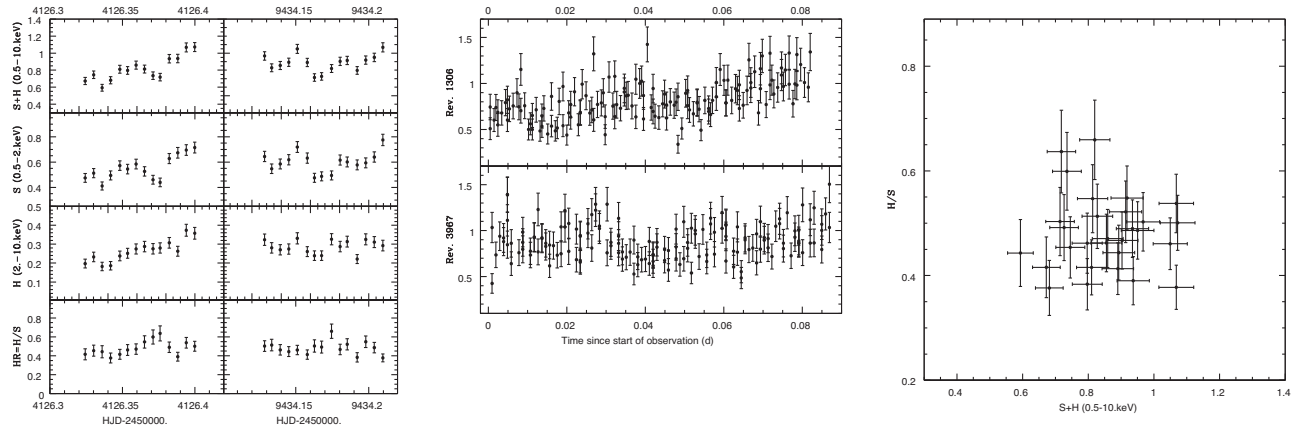 4126.3 4126.35 4126.4 9434.15 9434.2
S+H (0.5−10.keV)
1.4
1.2
1
0.8
0.6
0.4
S (0.5−2.keV)
0.8
0.6
0.4
H (2.−10.keV)
0.5
0.4
0.3
0.2
0.1
HR=H/S
0.8
0.6
0.4
0.2
0
4126.3 4126.35 4126.4 9434.15 9434.2
HJD-2450000. HJD-2450000.
0 0.02 0.04 0.06 0.08
Rev. 1306
1.5
1
0.5
Rev. 3967
1.5
1
0.5
0 0.02 0.04 0.06 0.08
Time since start of observation (d)
H/S
0.8
0.6
0.4
0.2
0.4 0.6 0.8 1 1.2 1.4
S+H (0.5-10.keV)